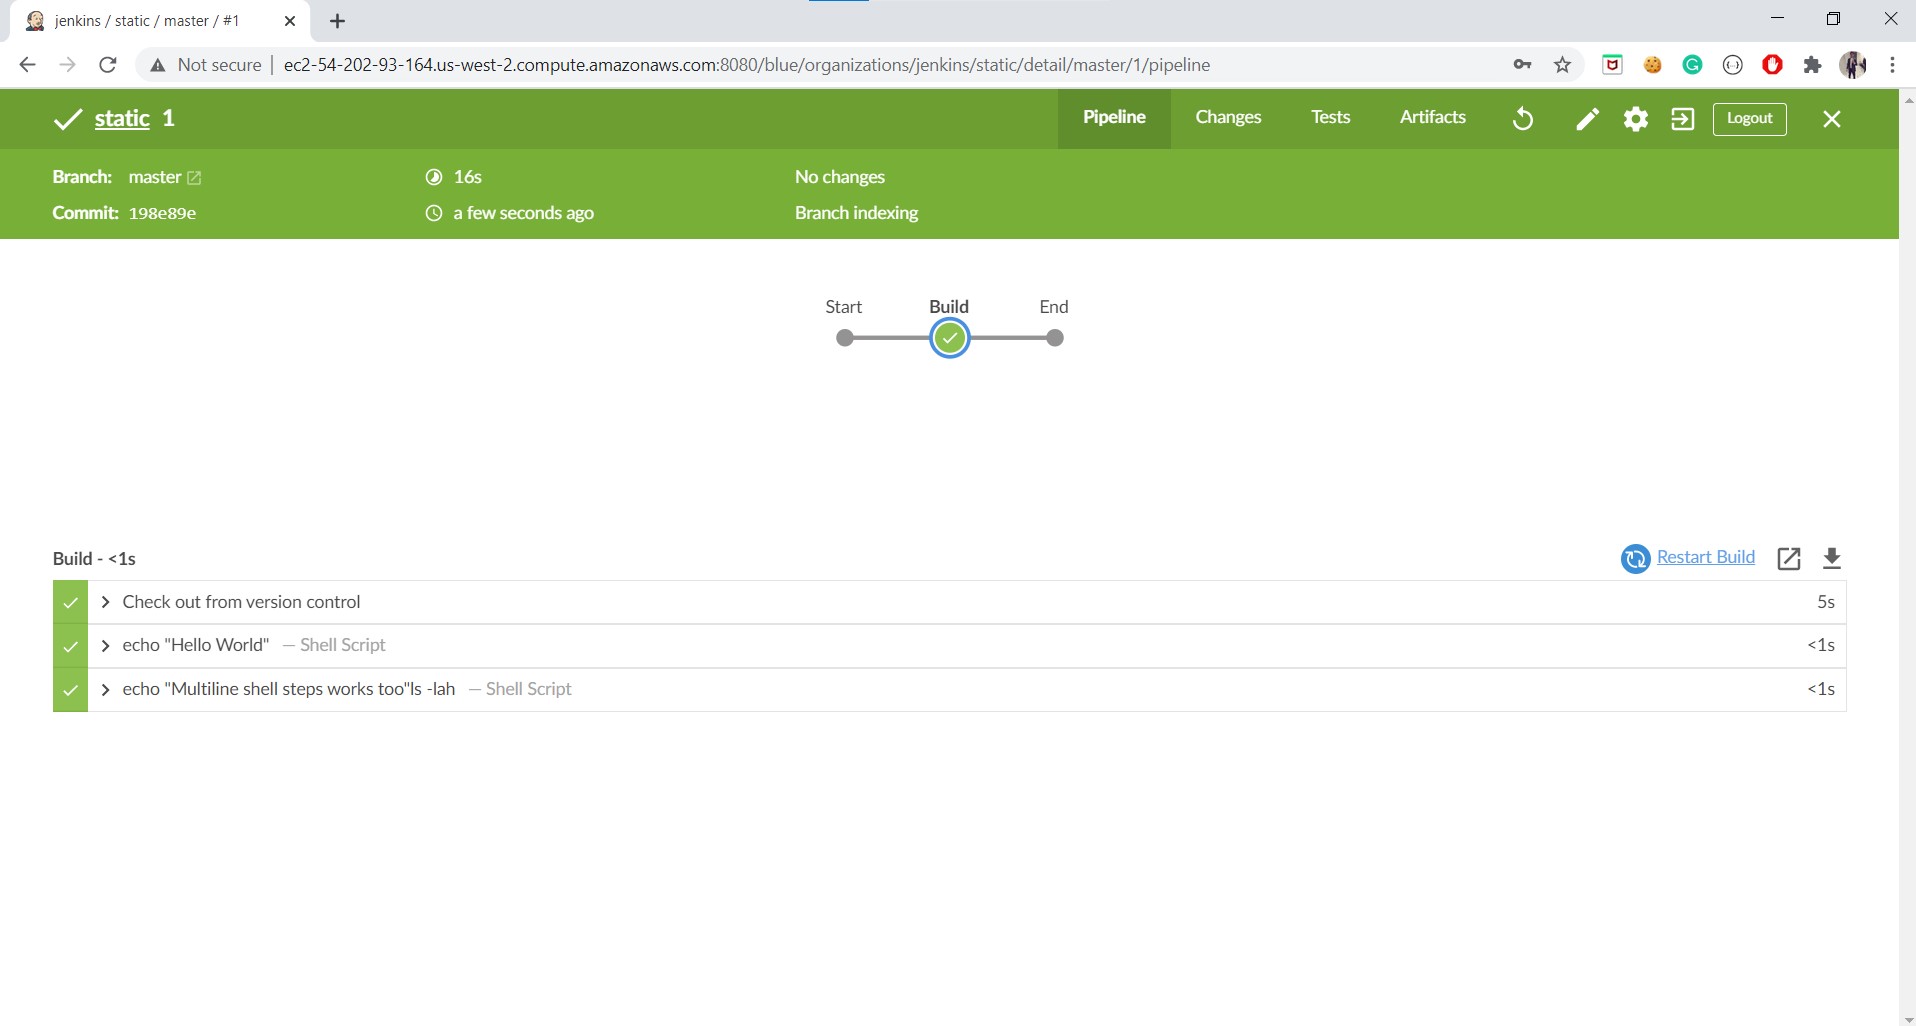 jenkins / static / master / #1
Not secure ec2-54-202-93-164.us-west-2.compute.amazonaws.com:8080/blue/organizations/jenkins/static/detail/master/1/pipeline
static 1 Pipeline Changes Tests Artifacts Logout
Branch: master 16s No changes
Commit: 198e89e a few seconds ago Branch indexing
Start Build End
Build - <1s Restart Build
Check out from version control 5s
echo "Hello World" — Shell Script <1s
echo "Multiline shell steps works too"ls -lah — Shell Script <1s